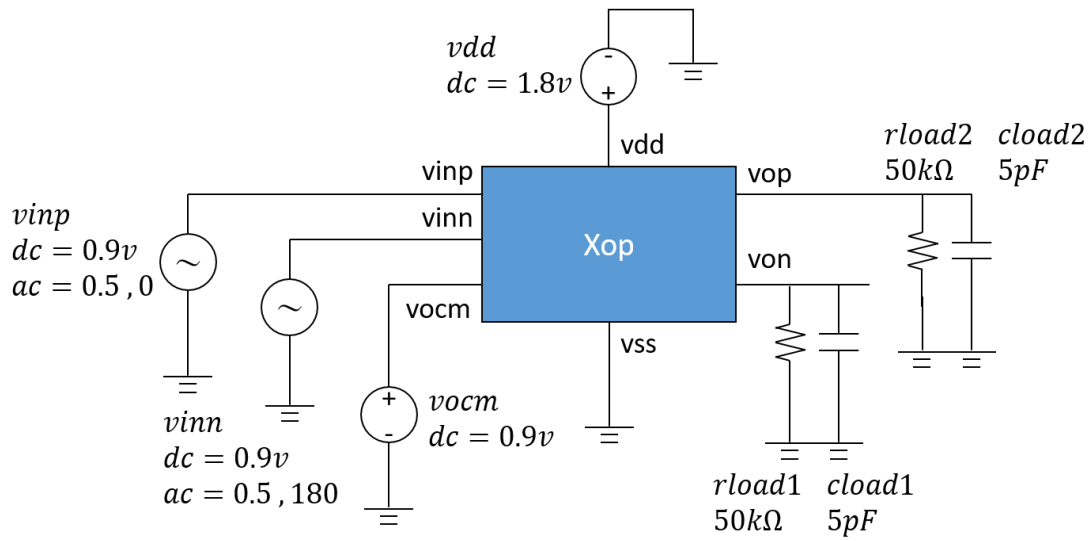 vdd
dc = 1.8v
-
+
vdd
rload2
50kΩ
cload2
5pF
vinp
vop
vinp
dc = 0.9v
ac = 0.5 , 0
~
vinn
Xop
von
~
vocm
vss
vinn
dc = 0.9v
ac = 0.5 , 180
+
-
vocm
dc = 0.9v
rload1
50kΩ
cload1
5pF